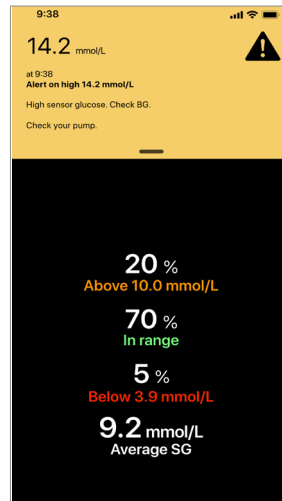 9:38
14.2 mmol/L
at 9:38
Alert on high 14.2 mmol/L
High sensor glucose. Check BG.
Check your pump.
20 %
Above 10.0 mmol/L
70 %
In range
5 %
Below 3.9 mmol/L
9.2 mmol/L
Average SG